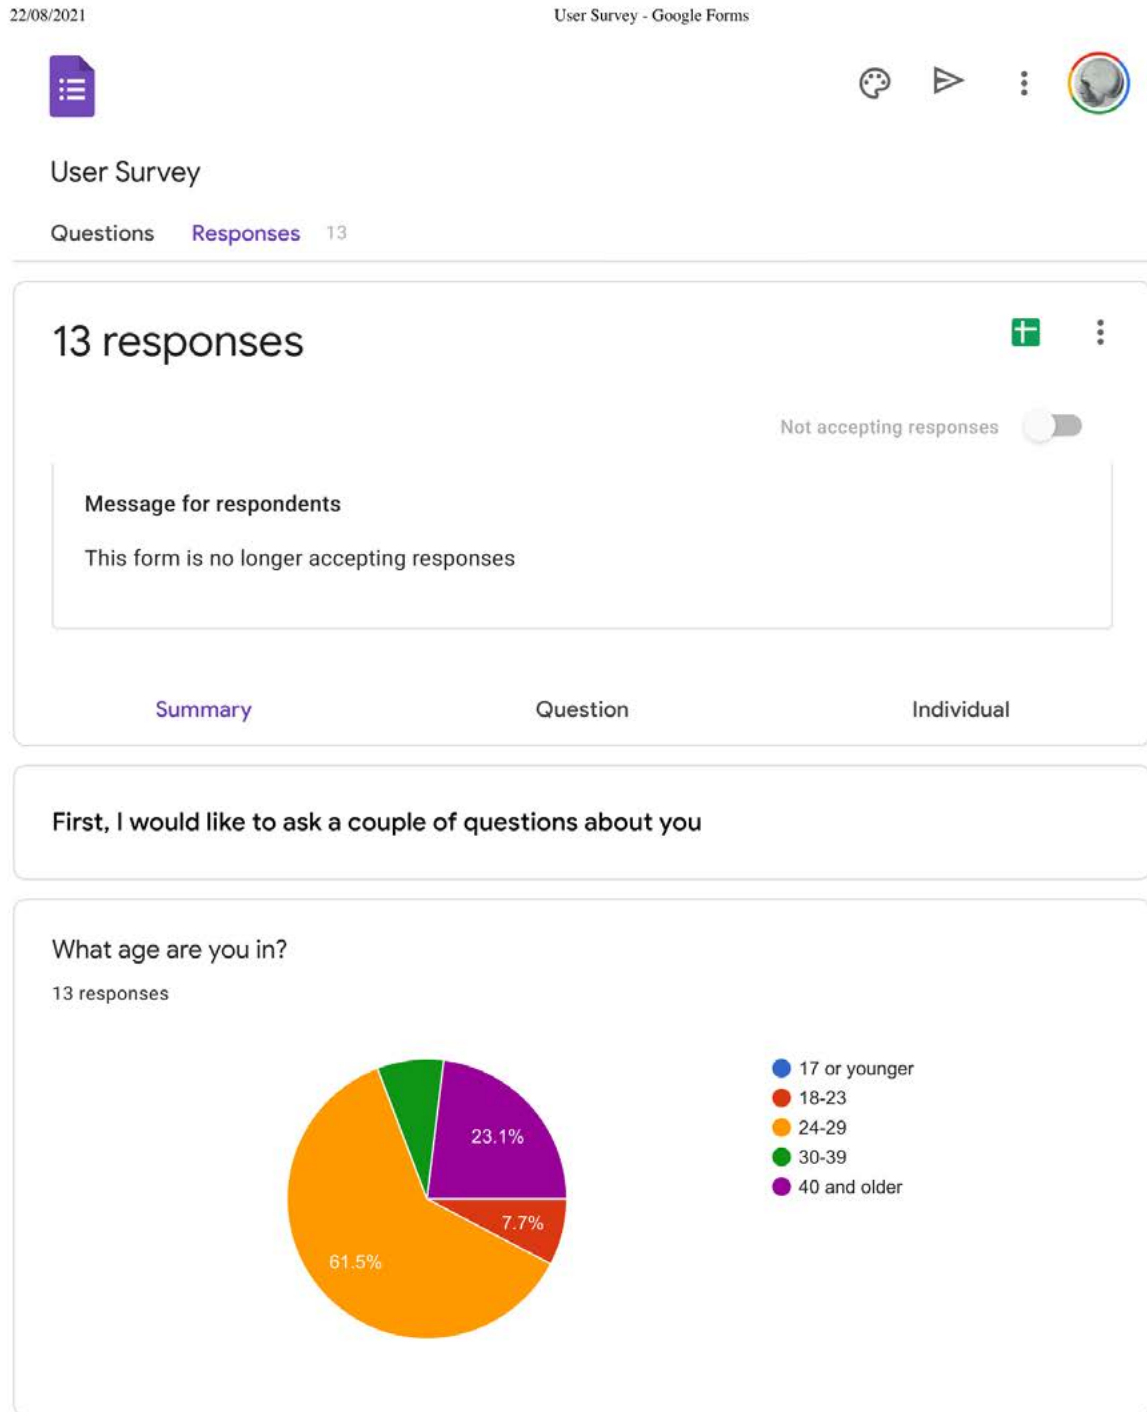 22/08/2021 User Survey - Google Forms
User Survey
Questions Responses 13
13 responses
Not accepting responses
Message for respondents
This form is no longer accepting responses
Summary Question Individual
First, I would like to ask a couple of questions about you
What age are you in?
13 responses
17 or younger
18-23
24-29
30-39
40 and older
23.1%
7.7%
61.5%